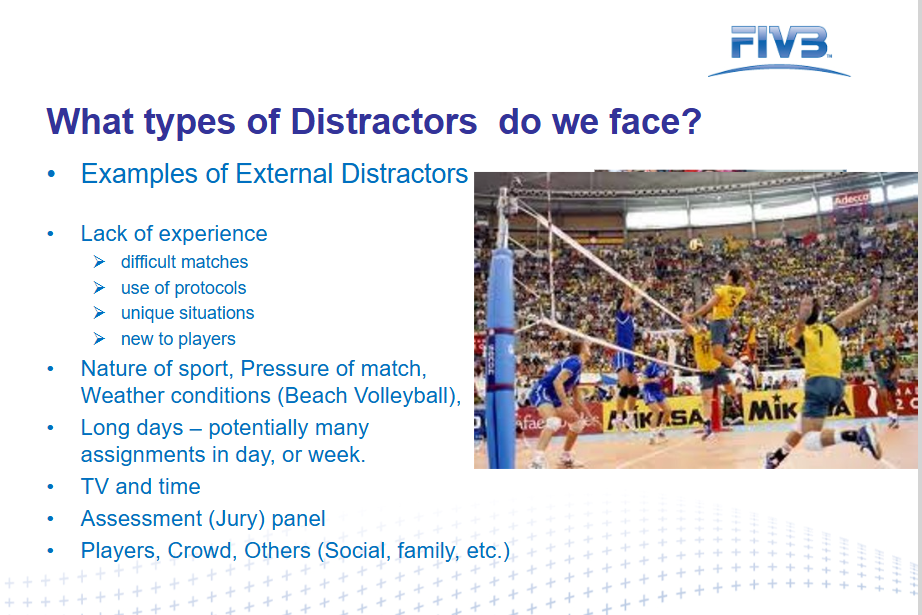 FIVB
What types of Distractors do we face?
• Examples of External Distractors
• Lack of experience
➢ difficult matches
➢ use of protocols
➢ unique situations
➢ new to players
• Nature of sport, Pressure of match,
Weather conditions (Beach Volleyball),
• Long days – potentially many
assignments in day, or week.
• TV and time
• Assessment (Jury) panel
• Players, Crowd, Others (Social, family, etc.)
Adecco
MIKASA
MIK